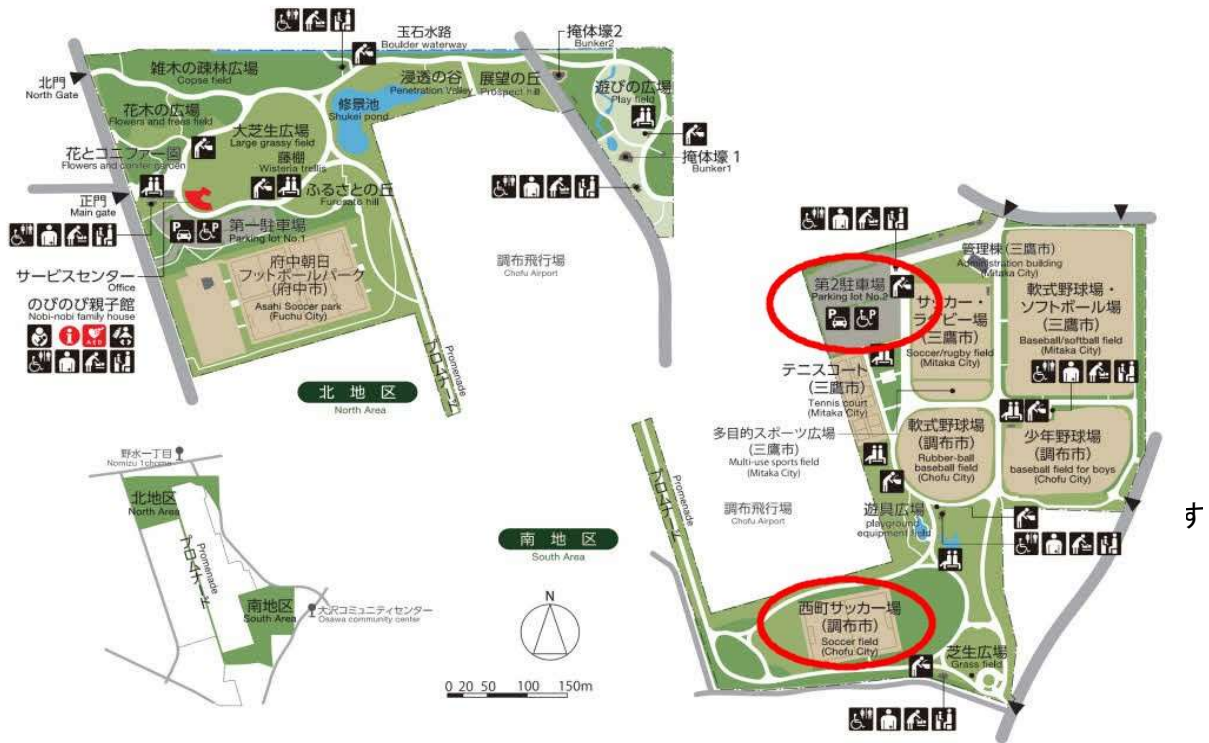 玉石水路
Boulder waterway
掩体壕2
Bunker2
北門
North Gate
雑木の疎林広場
Copse field
浸透の谷
Penetration Valley
展望の丘
Prospect hill
遊びの広場
Play field
花木の広場
Flowers and trees field
修景池
Shukei pond
大芝生広場
Large grassy field
掩体壕 1
Bunker1
花とコニファー園
Flowers and conifer garden
藤棚
Wisteria trellis
ふるさとの丘
Furusato hill
正門
Main gate
第一駐車場
Parking lot No.1
P
P
サービスセンター
Office
府中朝日
フットボールパーク
(府中市)
Asahi Soccer park
(Fuchu City)
調布飛行場
Chofu Airport
のびのび親子館
Nobi-nobi family house
i
AED
プロムナード
Promenade
北地区
North Area
管理棟(三鷹市)
Administration building
(Mitaka City)
第2駐車場
Parking lot No.2
P
P
サッカー・
ラグビー場
(三鷹市)
Soccer/rugby field
(Mitaka City)
軟式野球場・
ソフトボール場
(三鷹市)
Baseball/softball field
(Mitaka City)
テニスコート
(三鷹市)
Tennis court
(Mitaka City)
多目的スポーツ広場
(三鷹市)
Multi-use sports field
(Mitaka City)
軟式野球場
(調布市)
Rubber-ball
baseball field
(Chofu City)
少年野球場
(調布市)
baseball field for boys
(Chofu City)
調布飛行場
Chofu Airport
遊具広場
playground
equipment field
プロムナード
Promenade
南地区
South Area
西町サッカー場
(調布市)
Soccer field
(Chofu City)
芝生広場
Grass field
野水一丁目
Nomizu 1chome
北地区
North Area
プロムナード
Promenade
南地区
South Area
大沢コミュニティセンター
Osawa community center
N
0 20 50 100 150m
す